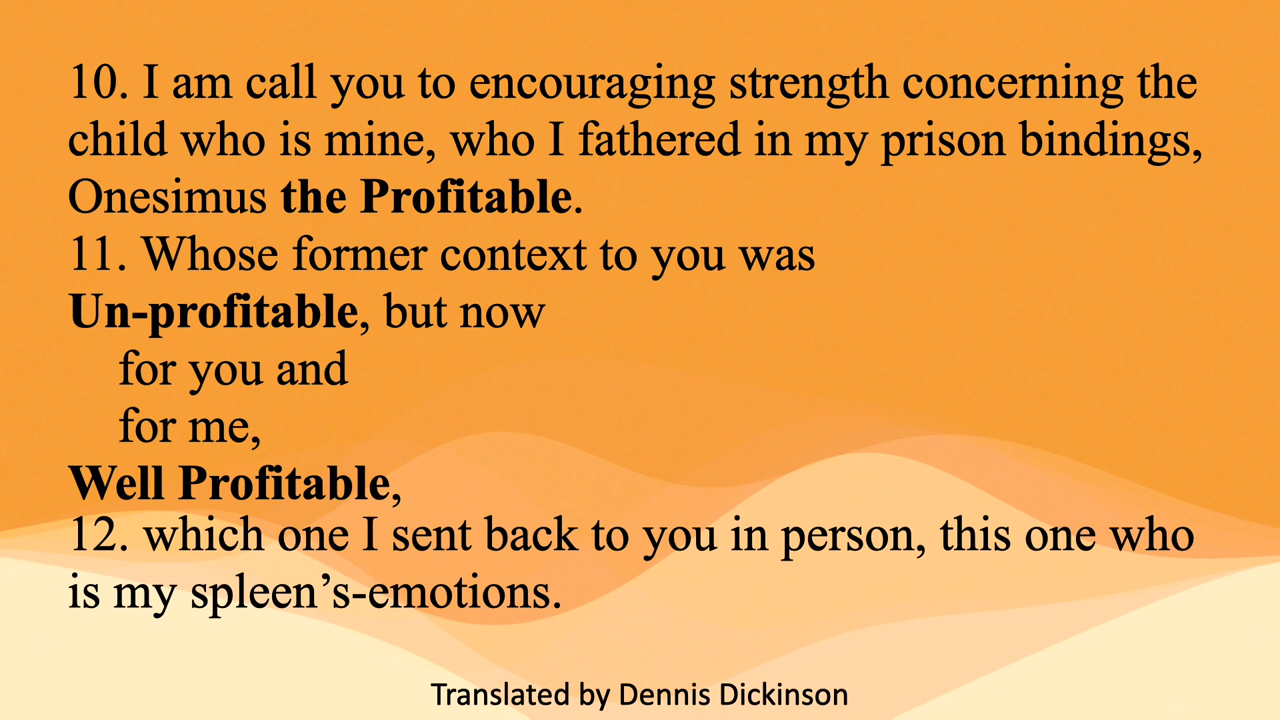 10. I am call you to encouraging strength concerning the
child who is mine, who I fathered in my prison bindings,
Onesimus the Profitable.
11. Whose former context to you was
Un-profitable, but now
for you and
for me,
Well Profitable,
12. which one I sent back to you in person, this one who
is my spleen’s-emotions.
Translated by Dennis Dickinson